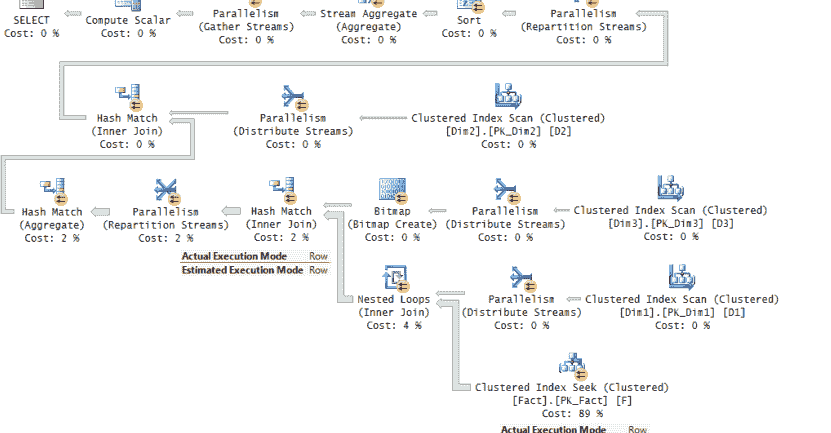 SELECT
Cost: 0 %
Compute Scalar
Cost: 0 %
Parallelism
(Gather Streams)
Cost: 0 %
Stream Aggregate
(Aggregate)
Cost: 0 %
Sort
Cost: 0 %
Parallelism
(Repartition Streams)
Cost: 0 %
Hash Match
(Inner Join)
Cost: 0 %
Parallelism
(Distribute Streams)
Cost: 0 %
Clustered Index Scan (Clustered)
[Dim2].[PK_Dim2] [D2]
Cost: 0 %
Hash Match
(Aggregate)
Cost: 2 %
Parallelism
(Repartition Streams)
Cost: 2 %
Hash Match
(Inner Join)
Cost: 2 %
Bitmap
(Bitmap Create)
Cost: 0 %
Parallelism
(Distribute Streams)
Cost: 0 %
Clustered Index Scan (Clustered)
[Dim3].[PK_Dim3] [D3]
Cost: 0 %
Actual Execution Mode Row
Estimated Execution Mode Row
Nested Loops
(Inner Join)
Cost: 4 %
Parallelism
(Distribute Streams)
Cost: 0 %
Clustered Index Scan (Clustered)
[Dim1].[PK_Dim1] [D1]
Cost: 0 %
Clustered Index Seek (Clustered)
[Fact].[PK_Fact] [F]
Cost: 89 %
Actual Execution Mode Row